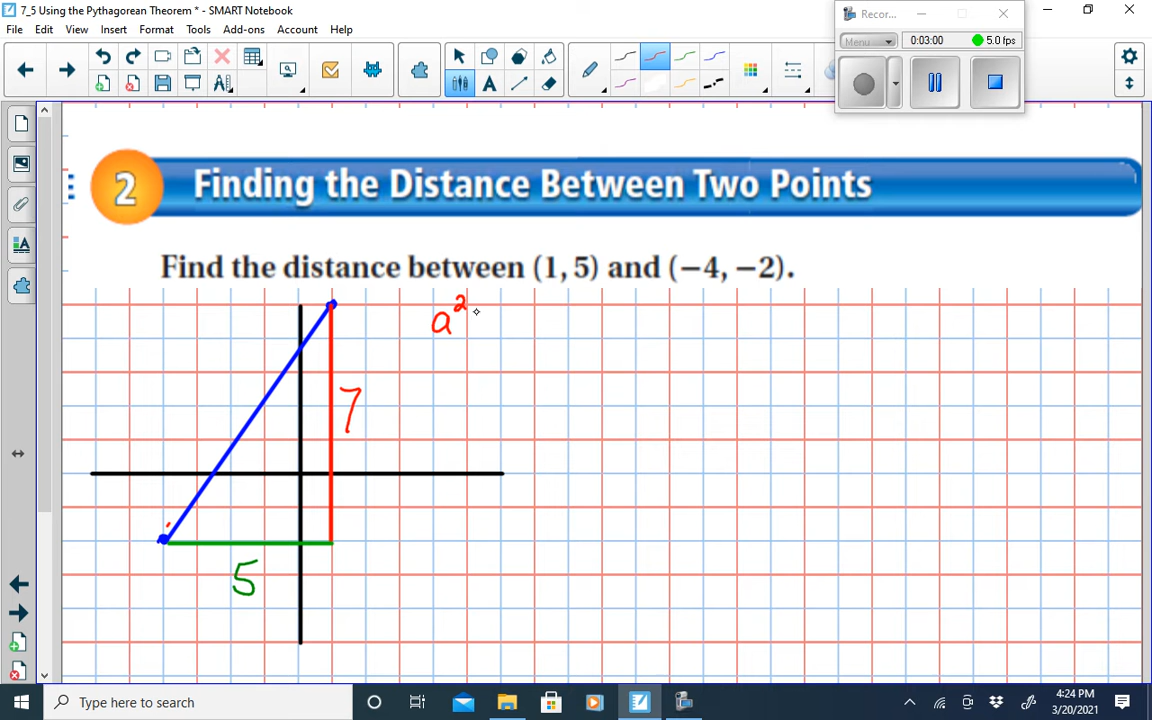 7_5 Using the Pythagorean Theorem * - SMART Notebook
File Edit View Insert Format Tools Add-ons Account Help
Recor...
Menu 0:03:00 5.0 fps
2 Finding the Distance Between Two Points
Find the distance between (1, 5) and (−4, −2).
a²
7
5
Type here to search
4:24 PM
3/20/2021